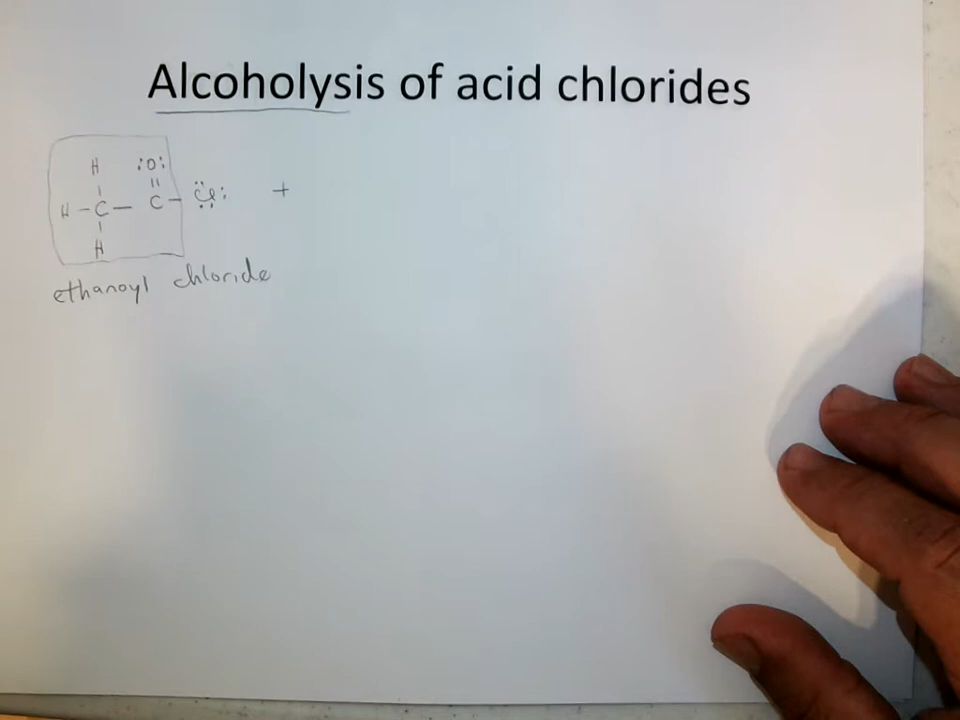 Alcoholysis of acid chlorides
H :O:
|| 
H - C - C - Cl: +
H
ethanoyl chloride